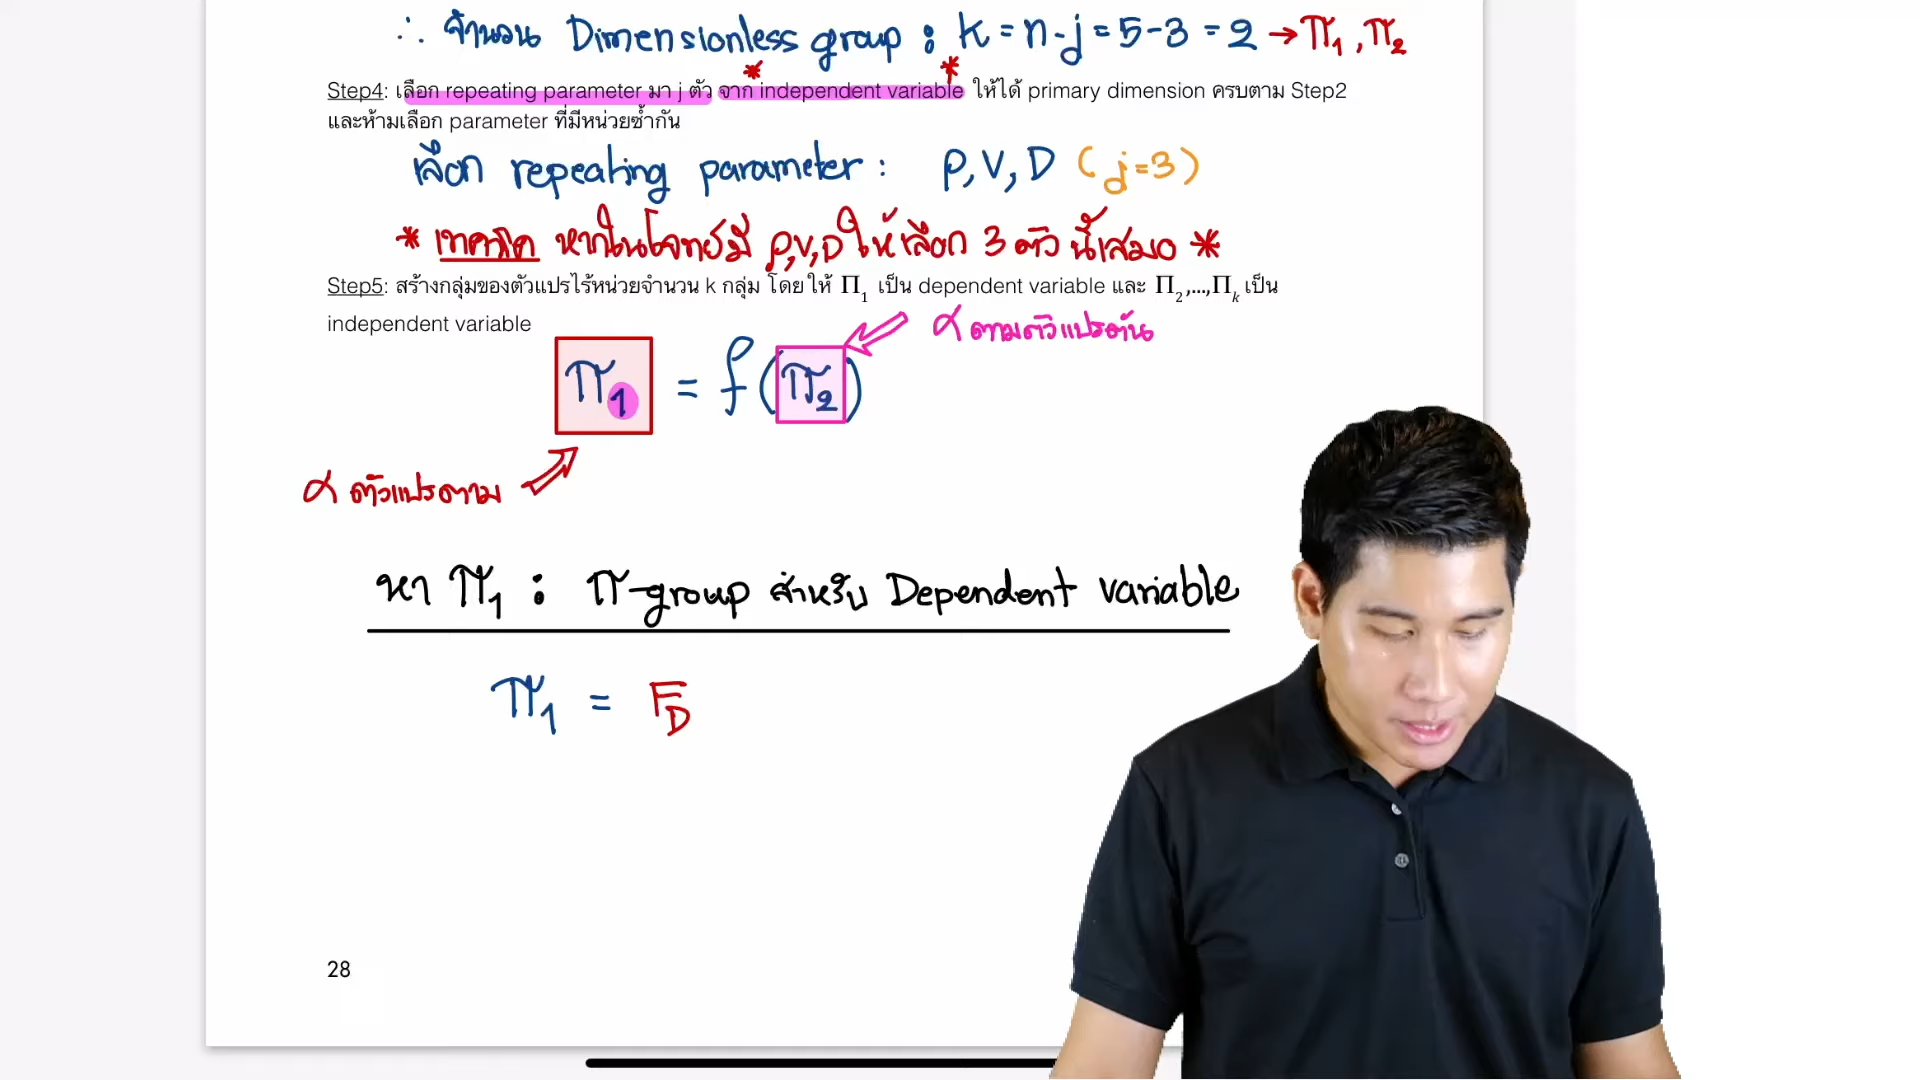 ∴ จำนวน Dimensionless group : k = n-j = 5-3 = 2 → π1, π2
Step4: เลือก repeating parameter มา j ตัว จาก independent variable ให้ได้ primary dimension ครบตาม Step2
และห้ามเลือก parameter ที่มีหน่วยซ้ำกัน
เลือก repeating parameter : ρ, V, D (j=3)
* เทคนิค หากในโจทย์มี ρ,V,D ให้เลือก 3 ตัว นี้เสมอ *
Step5: สร้างกลุ่มของตัวแปรไร้หน่วยจำนวน k กลุ่ม โดยให้ Π1 เป็น dependent variable และ Π2,...,Πk เป็น
independent variable
α ตามตัวแปรต้น
π1 = f(π2)
α ตัวแปรตาม
หา π1 : π-group สำหรับ Dependent variable
π1 = FD
28